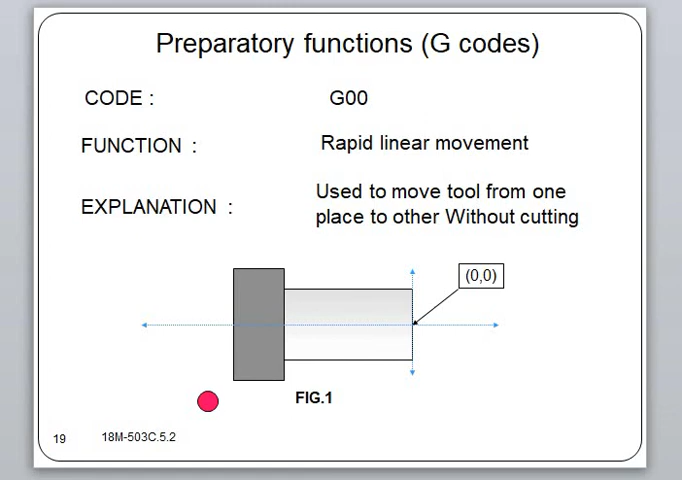 Preparatory functions (G codes)
CODE : G00
FUNCTION : Rapid linear movement
EXPLANATION : Used to move tool from one
place to other Without cutting
(0,0)
FIG.1
19 18M-503C.5.2